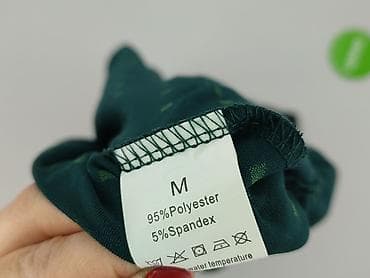 M
95%Polyester
5%Spandex
water temperature